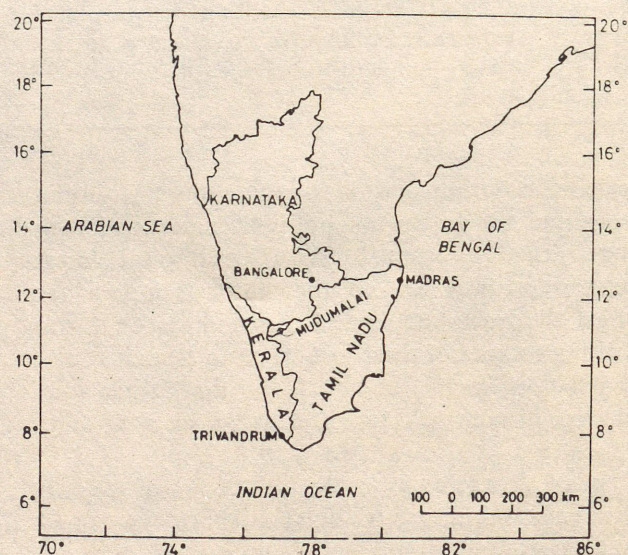 20° 20°
18° 18°
16° 16°
KARNATAKA
14° 14°
ARABIAN SEA
BAY OF
BENGAL
BANGALORE
MADRAS
12° 12°
MUDUMALAI
KERALA
TAMIL NADU
10° 10°
8° 8°
TRIVANDRUM
INDIAN OCEAN
100 0 100 200 300 km
6° 6°
70° 74° 78° 82° 86°